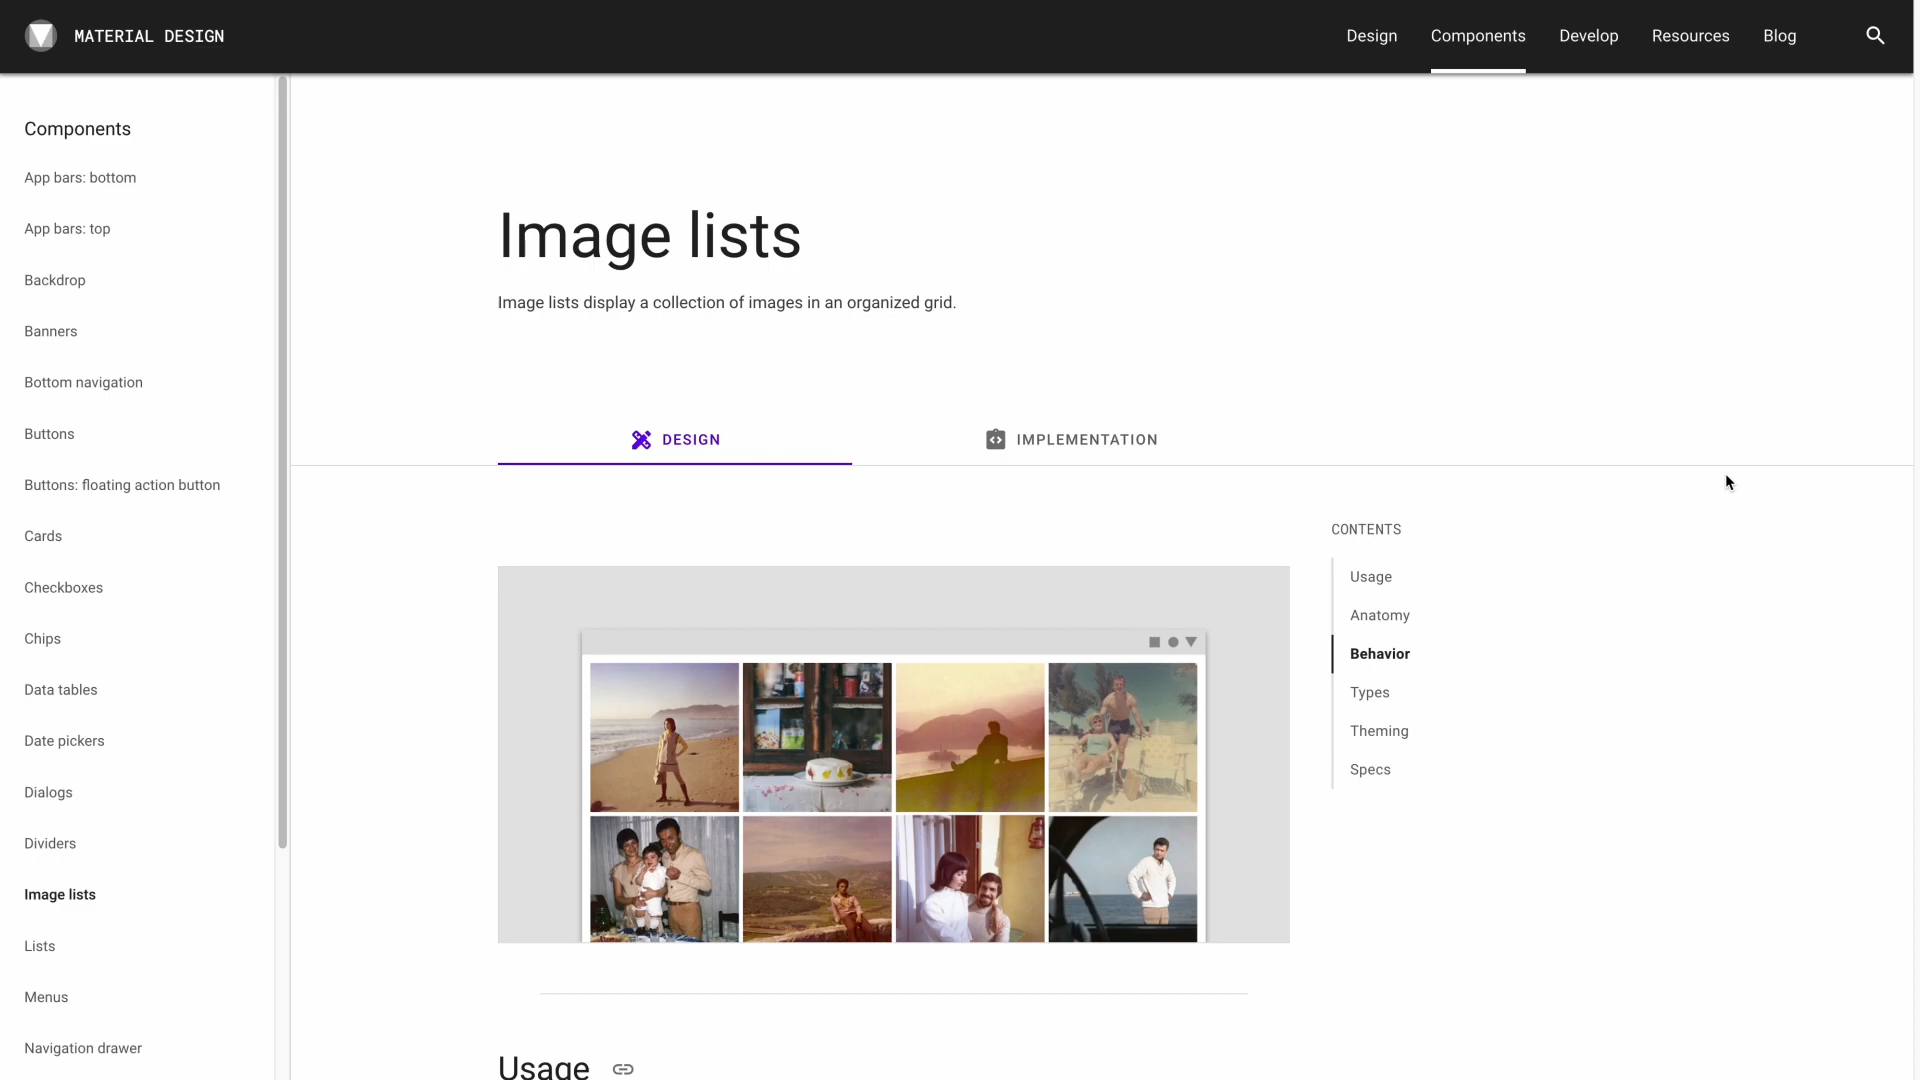 MATERIAL DESIGN
Design Components Develop Resources Blog
Components
App bars: bottom
App bars: top
Backdrop
Banners
Bottom navigation
Buttons
Buttons: floating action button
Cards
Checkboxes
Chips
Data tables
Date pickers
Dialogs
Dividers
Image lists
Lists
Menus
Navigation drawer
Image lists
Image lists display a collection of images in an organized grid.
DESIGN
IMPLEMENTATION
CONTENTS
Usage
Anatomy
Behavior
Types
Theming
Specs
Usage